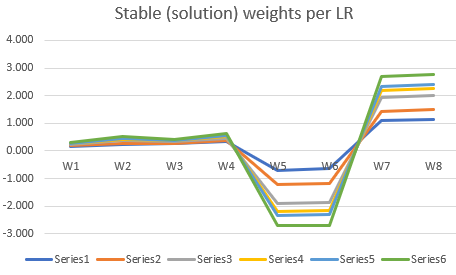 Stable (solution) weights per LR
4.000
3.000
2.000
1.000
0.000
-1.000
-2.000
-3.000
W1 W2 W3 W4 W5 W6 W7 W8
Series1 Series2 Series3 Series4 Series5 Series6